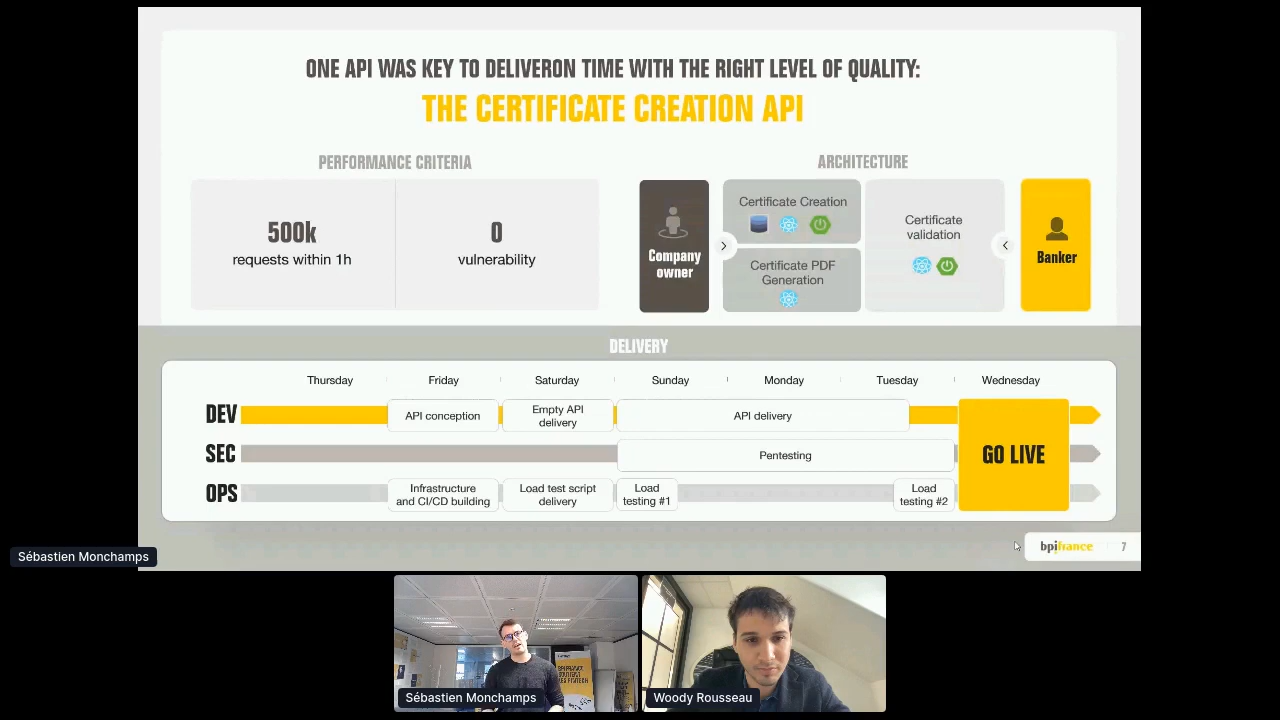 ONE API WAS KEY TO DELIVERON TIME WITH THE RIGHT LEVEL OF QUALITY:
THE CERTIFICATE CREATION API
PERFORMANCE CRITERIA
500k
requests within 1h
0
vulnerability
ARCHITECTURE
Company
owner
Certificate Creation
Certificate PDF
Generation
Certificate
validation
Banker
DELIVERY
Thursday
Friday
Saturday
Sunday
Monday
Tuesday
Wednesday
DEV
API conception
Empty API
delivery
API delivery
SEC
Pentesting
GO LIVE
OPS
Infrastructure
and CI/CD building
Load test script
delivery
Load
testing #1
Load
testing #2
bpifrance
7
Sébastien Monchamps
Sébastien Monchamps
Woody Rousseau